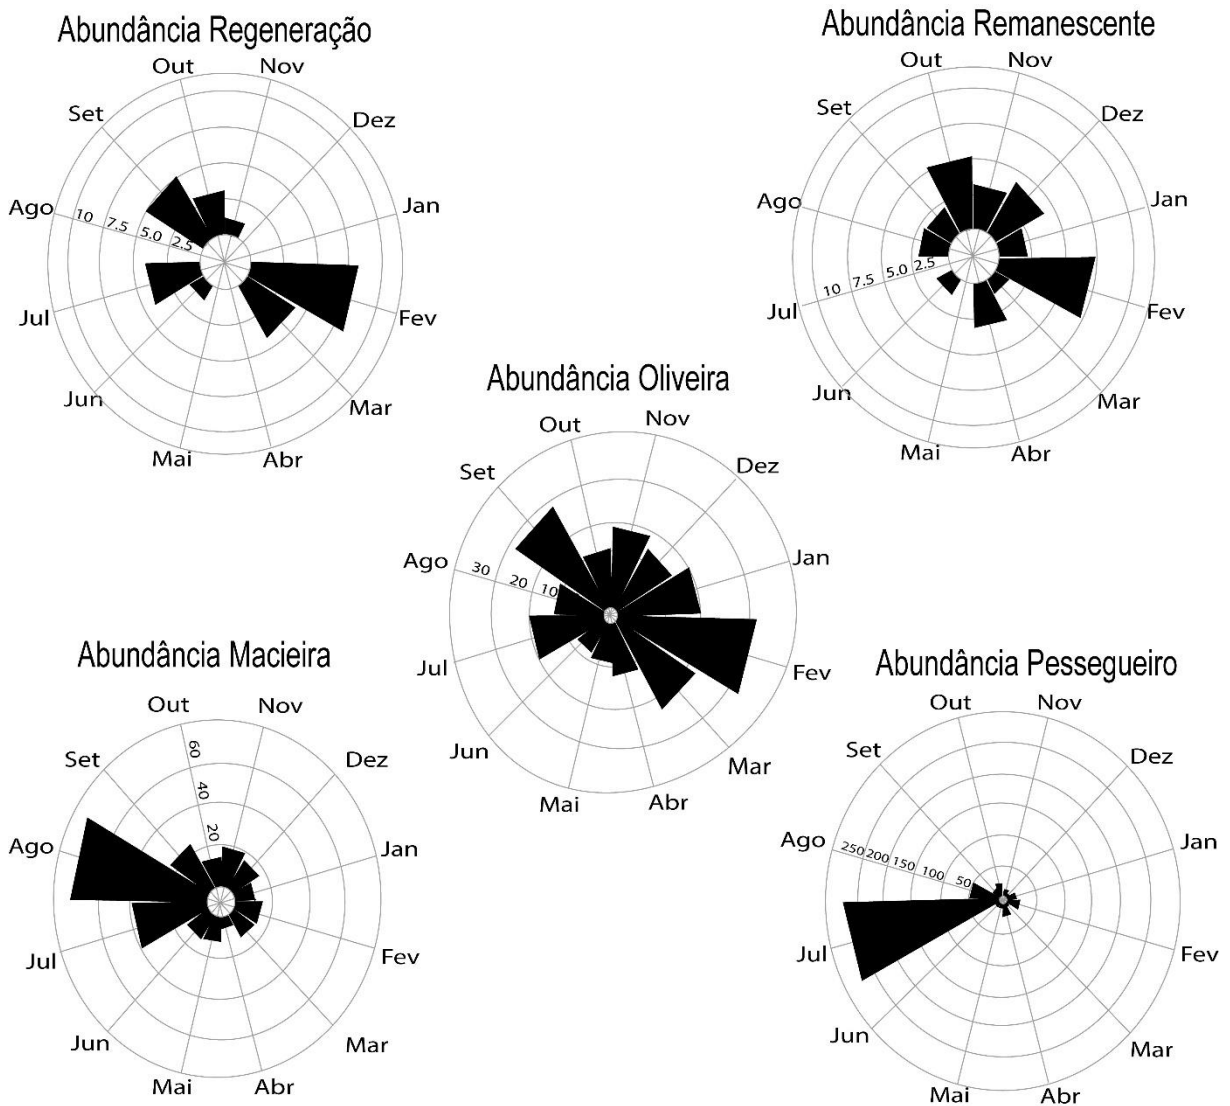 Abundância Regeneração
Out
Nov
Set
Dez
Ago
10
7.5
5.0
2.5
Jan
Jul
Fev
Jun
Mar
Mai
Abr
Abundância Remanescente
Out
Nov
Set
Dez
Ago
Jan
10
7.5
5.0
2.5
Jul
Fev
Jun
Mar
Mai
Abr
Abundância Oliveira
Out
Nov
Set
Dez
Ago
30
20
10
Jan
Jul
Fev
Jun
Mar
Mai
Abr
Abundância Macieira
Out
Nov
60
Set
Dez
40
20
Ago
Jan
Jul
Fev
Jun
Mar
Mai
Abr
Abundância Pessegueiro
Out
Nov
Set
Dez
Ago
250
200
150
100
50
Jan
Jul
Fev
Jun
Mar
Mai
Abr